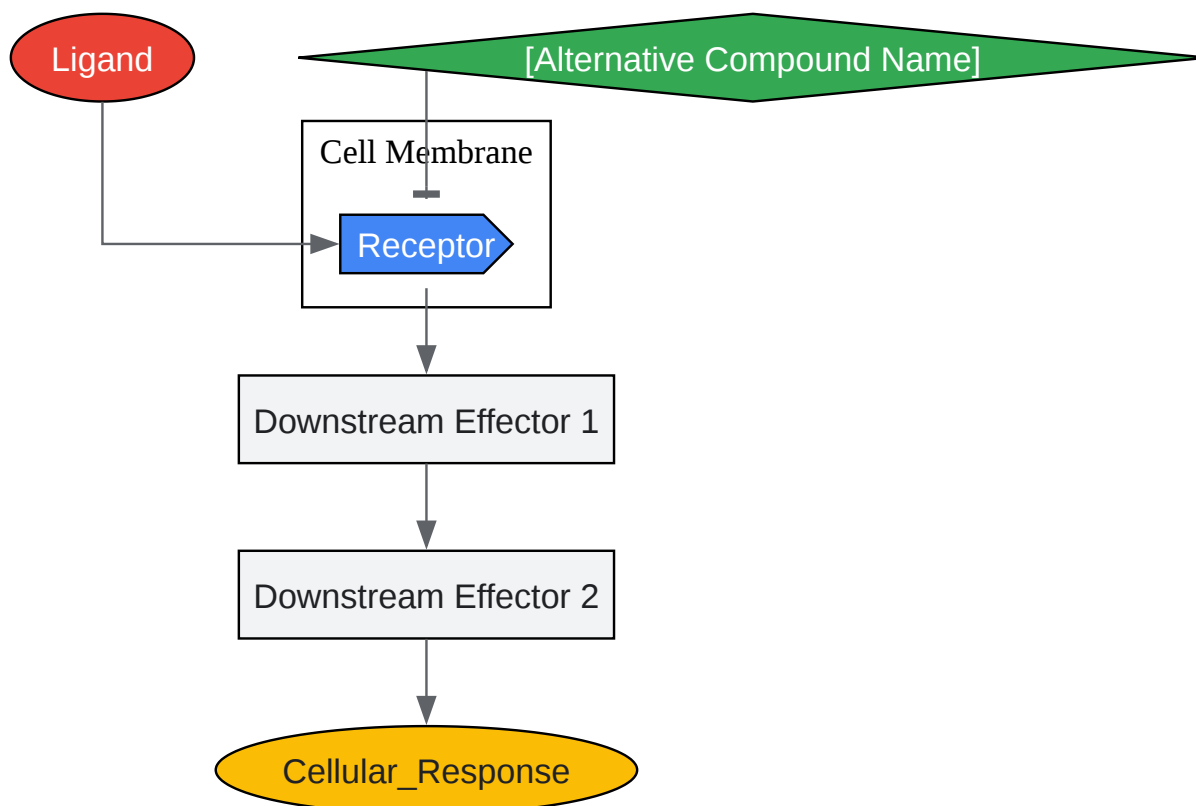 Ligand
[Alternative Compound Name]
Cell Membrane
Receptor
Downstream Effector 1
Downstream Effector 2
Cellular_Response